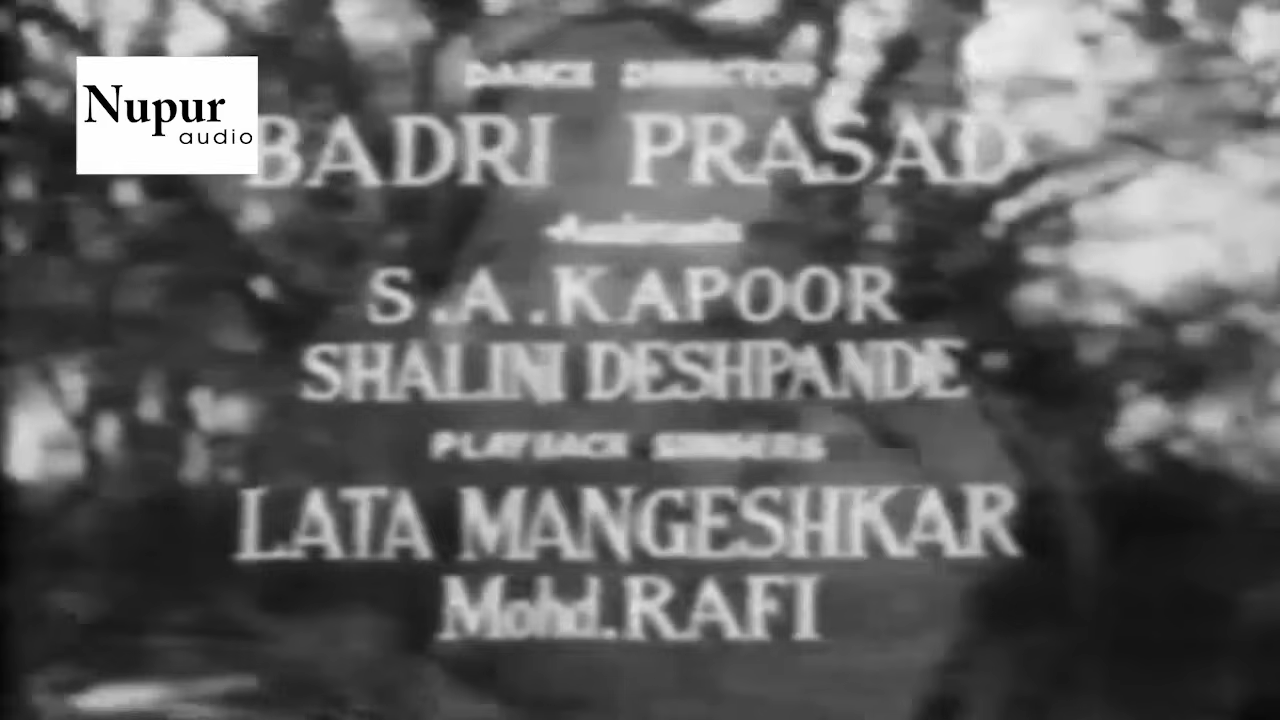 Nupur
audio
DANCE DIRECTOR
BADRI PRASAD
Assistants
S.A.KAPOOR
SHALINI DESHPANDE
PLAYBACK SINGERS
LATA MANGESHKAR
Mohd.RAFI